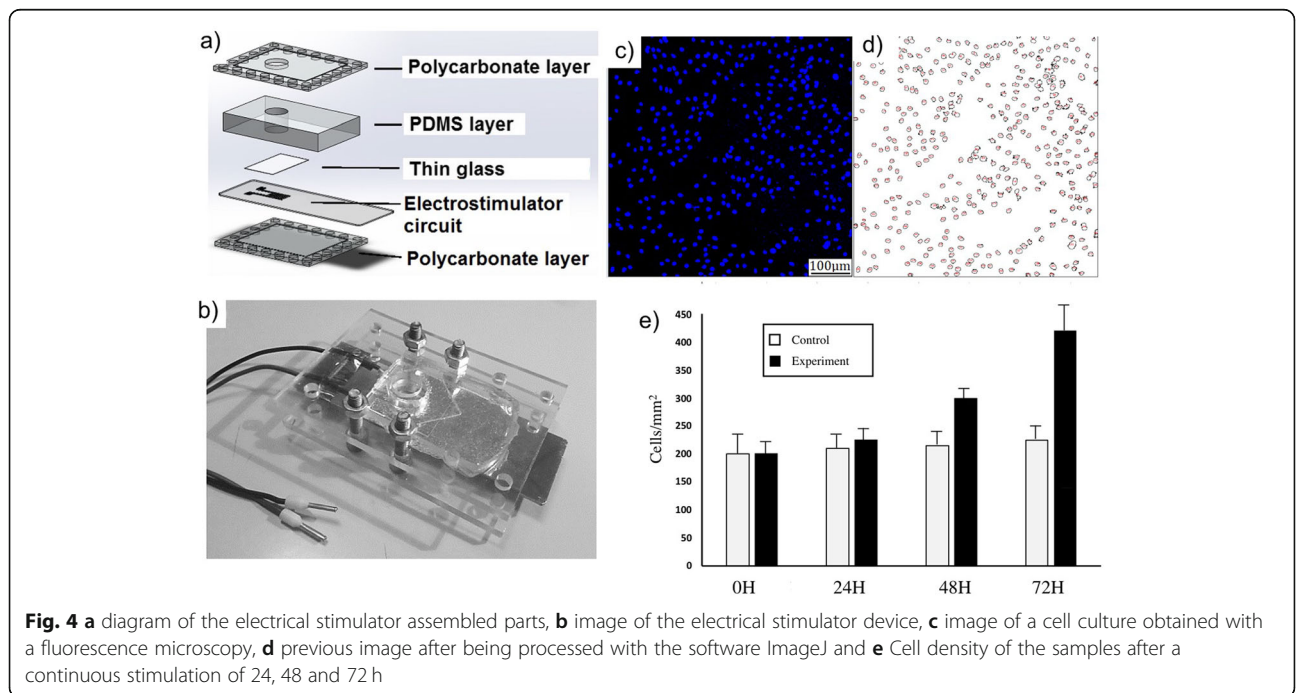 a)
Polycarbonate layer
PDMS layer
Thin glass
Electrostimulator
circuit
Polycarbonate layer
b)
c)
100µm
d)
e)
450
400
350
300
250
200
150
100
50
0
Cells/mm²
Control
Experiment
0H
24H
48H
72H
Fig. 4 a diagram of the electrical stimulator assembled parts, b image of the electrical stimulator device, c image of a cell culture obtained with
a fluorescence microscopy, d previous image after being processed with the software ImageJ and e Cell density of the samples after a
continuous stimulation of 24, 48 and 72 h